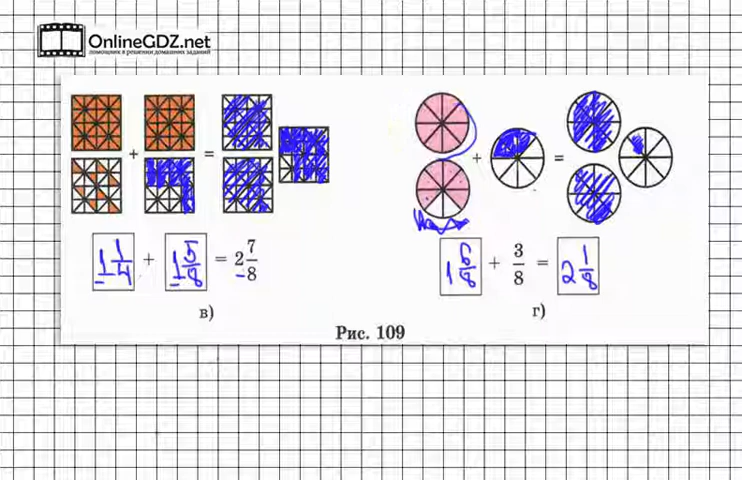 OnlineGDZ.net
помощник в решении домашних заданий
+ =
+ =
1 1/4 + 1 5/8 = 2 7/8
1 6/8 + 3/8 = 2 1/8
в)
г)
Рис. 109